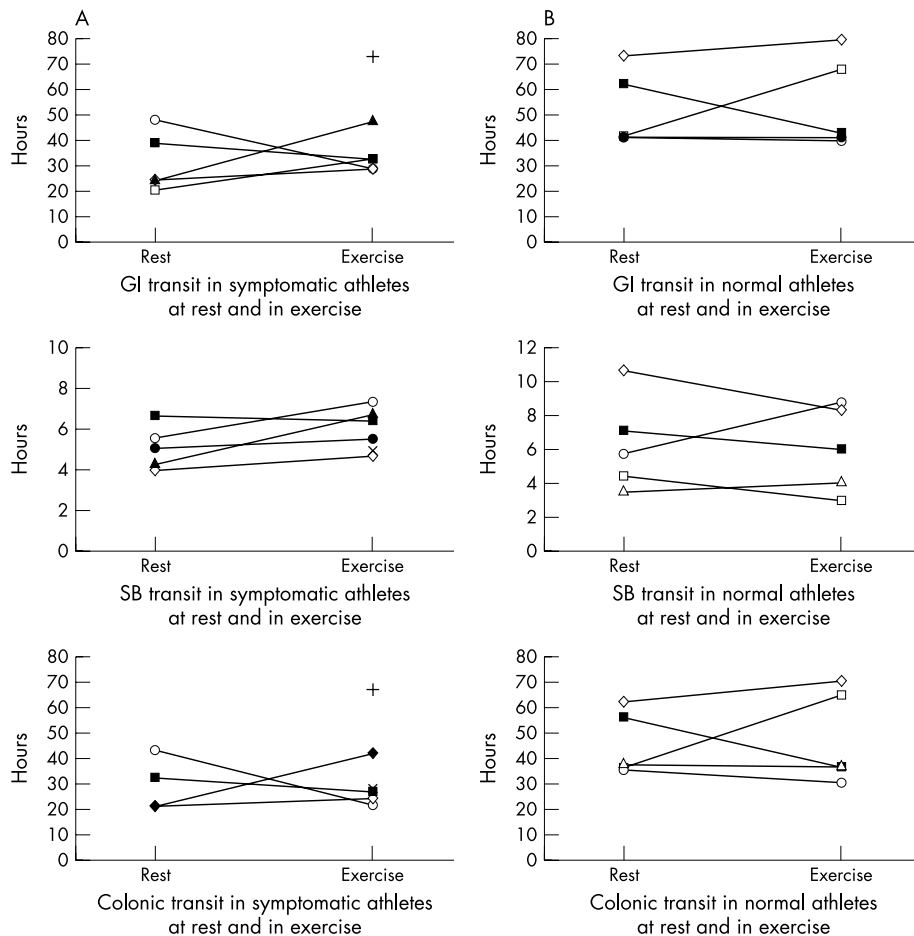 A
80
70
60
50
40
30
20
10
0
Hours
Rest Exercise
GI transit in symptomatic athletes
at rest and in exercise
B
80
70
60
50
40
30
20
10
0
Hours
Rest Exercise
GI transit in normal athletes
at rest and in exercise
10
8
6
4
2
0
Hours
Rest Exercise
SB transit in symptomatic athletes
at rest and in exercise
12
10
8
6
4
2
0
Hours
Rest Exercise
SB transit in normal athletes
at rest and in exercise
80
70
60
50
40
30
20
10
0
Hours
Rest Exercise
Colonic transit in symptomatic athletes
at rest and in exercise
80
70
60
50
40
30
20
10
0
Hours
Rest Exercise
Colonic transit in normal athletes
at rest and in exercise